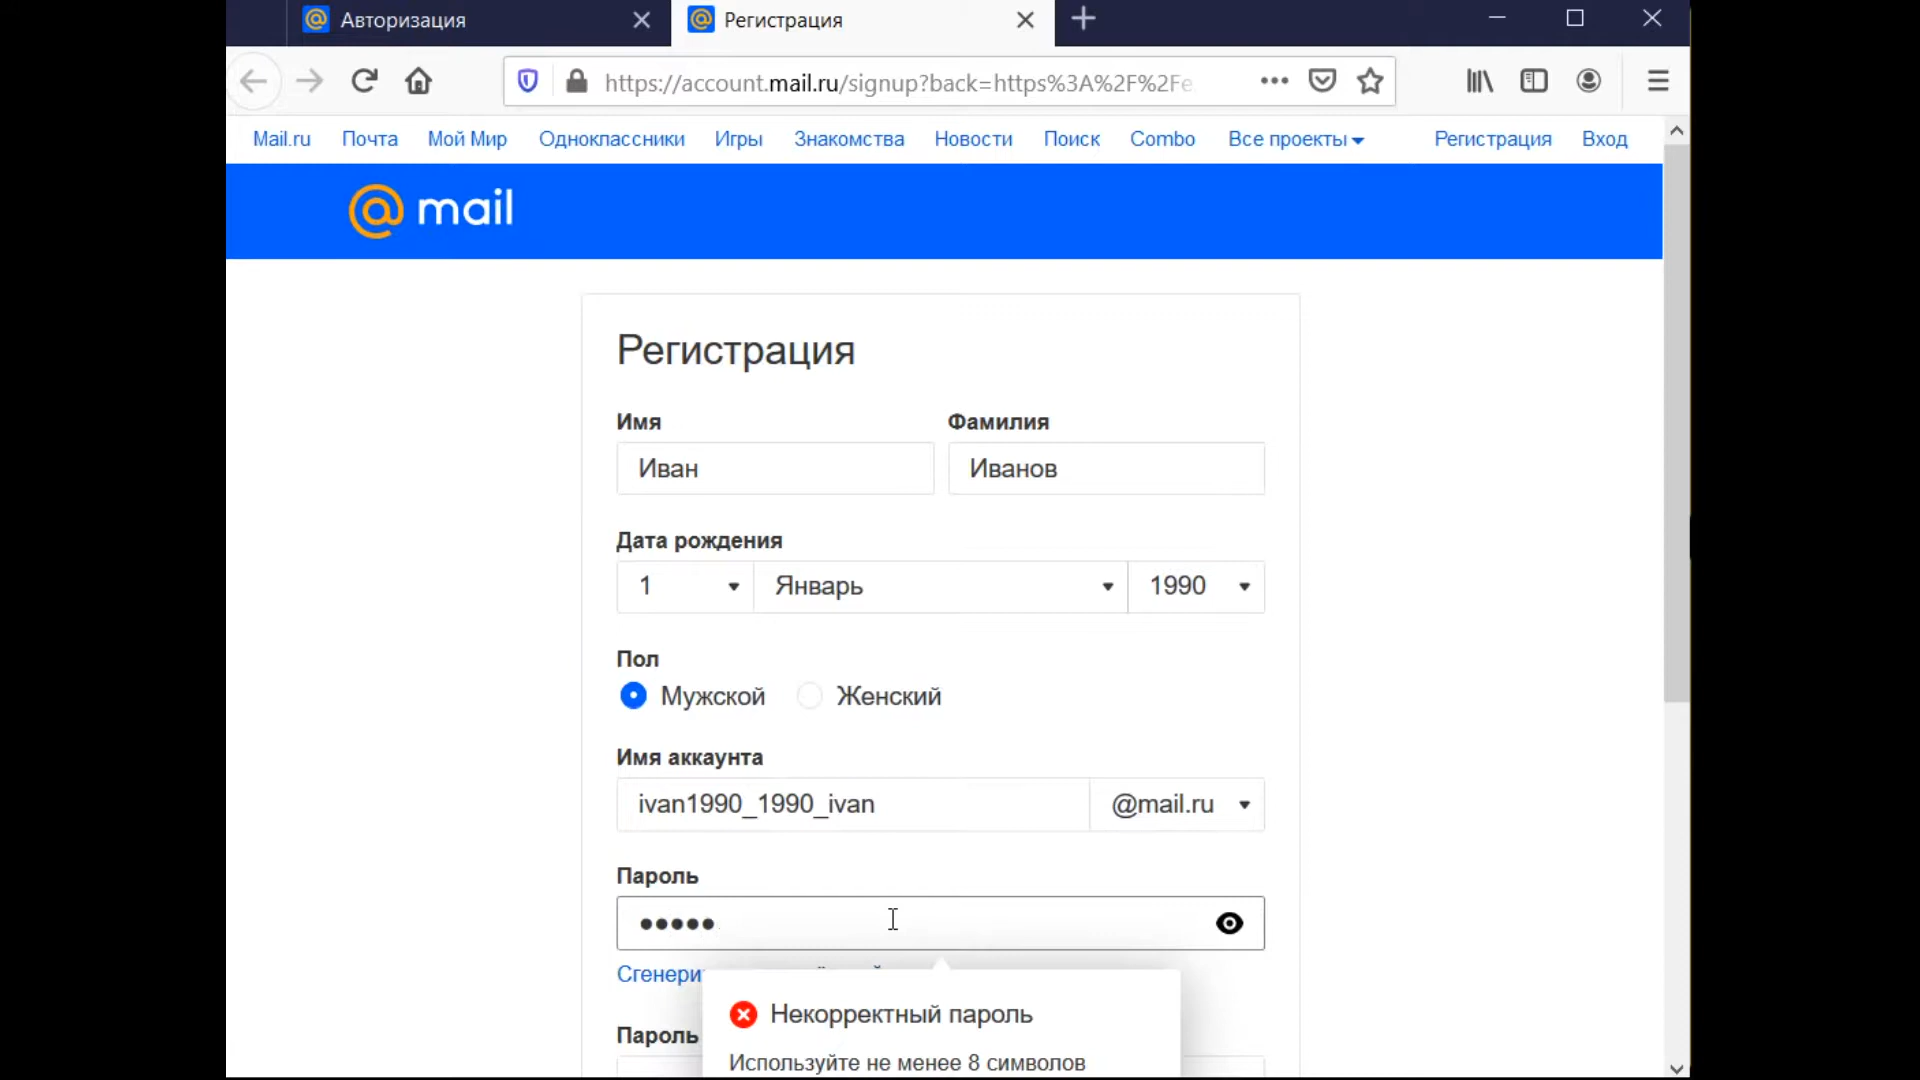 Авторизация
Регистрация
https://account.mail.ru/signup?back=https%3A%2F%2Fe
Mail.ru Почта Мой Мир Одноклассники Игры Знакомства Новости Поиск Combo Все проекты Регистрация Вход
@mail
Регистрация
Имя Фамилия
Иван Иванов
Дата рождения
1 Январь 1990
Пол
Мужской Женский
Имя аккаунта
ivan1990_1990_ivan @mail.ru
Пароль
Некорректный пароль
Пароль
Используйте не менее 8 символов